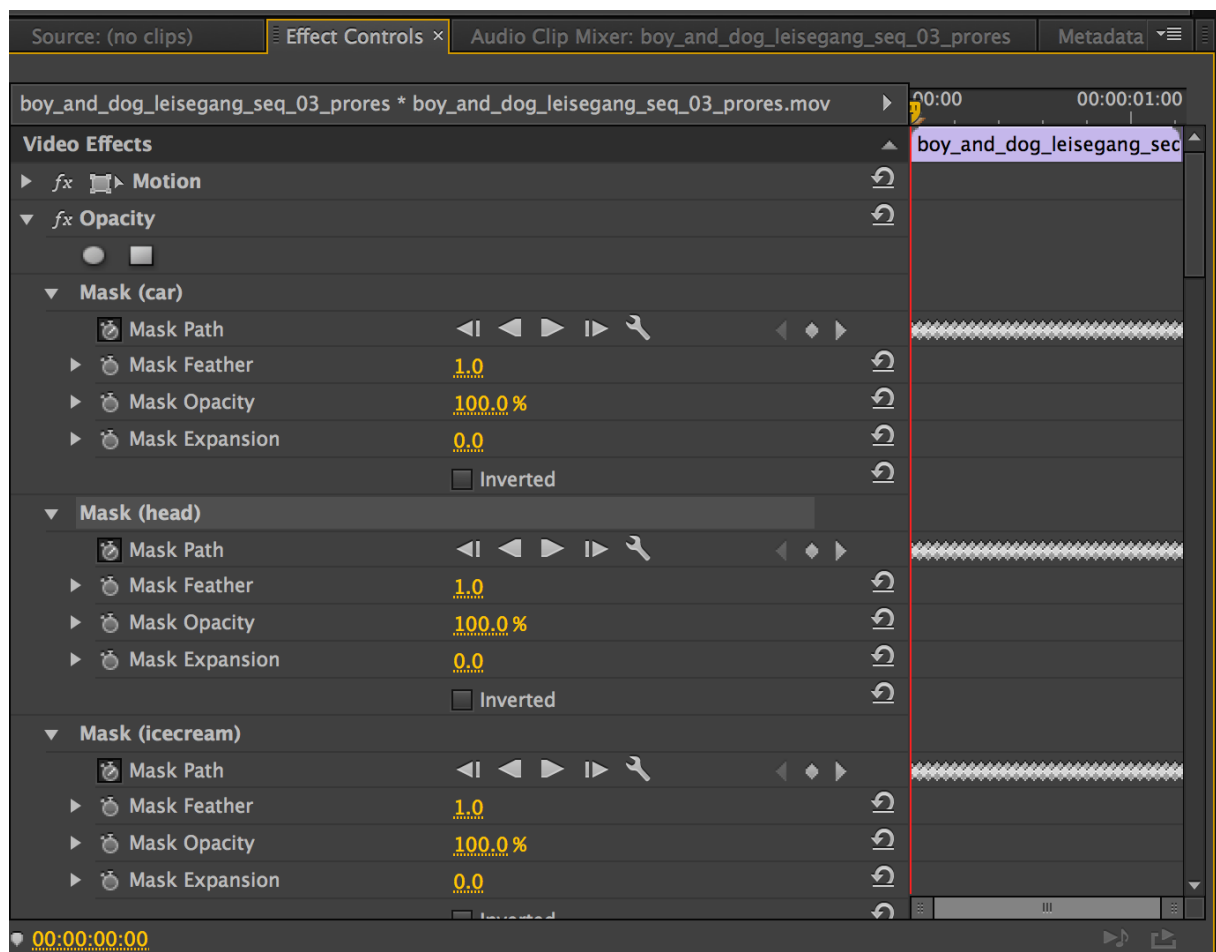 Source: (no clips) Effect Controls × Audio Clip Mixer: boy_and_dog_leisegang_seq_03_prores Metadata
boy_and_dog_leisegang_seq_03_prores * boy_and_dog_leisegang_seq_03_prores.mov 00:00 00:00:01:00
Video Effects boy_and_dog_leisegang_sec
fx Motion
fx Opacity
Mask (car)
Mask Path
Mask Feather 1.0
Mask Opacity 100.0 %
Mask Expansion 0.0
Inverted
Mask (head)
Mask Path
Mask Feather 1.0
Mask Opacity 100.0 %
Mask Expansion 0.0
Inverted
Mask (icecream)
Mask Path
Mask Feather 1.0
Mask Opacity 100.0 %
Mask Expansion 0.0
00:00:00:00